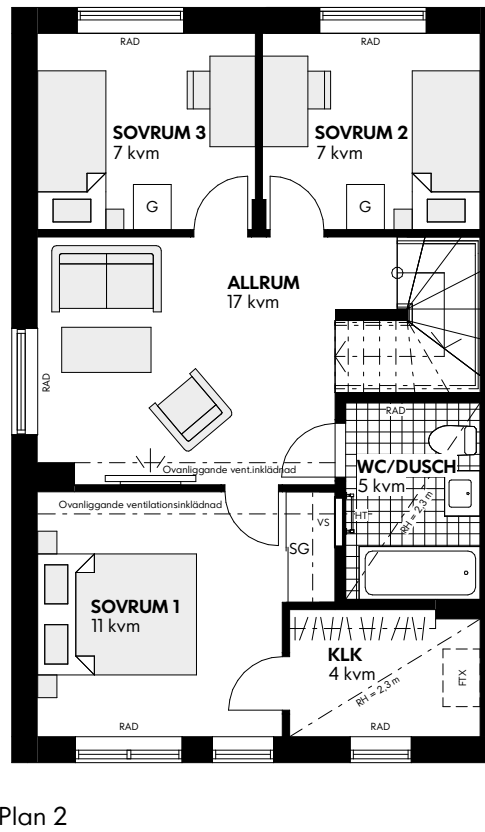 RAD
RAD
SOVRUM 3
7 kvm
SOVRUM 2
7 kvm
G
G
ALLRUM
17 kvm
RAD
RAD
Ovanliggande vent.inklädnad
WC/DUSCH
5 kvm
Ovanliggande ventilationsinklädnad
VS
HT
RH = 2,3 m
SG
SOVRUM 1
11 kvm
KLK
4 kvm
FTX
RH = 2,3 m
RAD
RAD
Plan 2